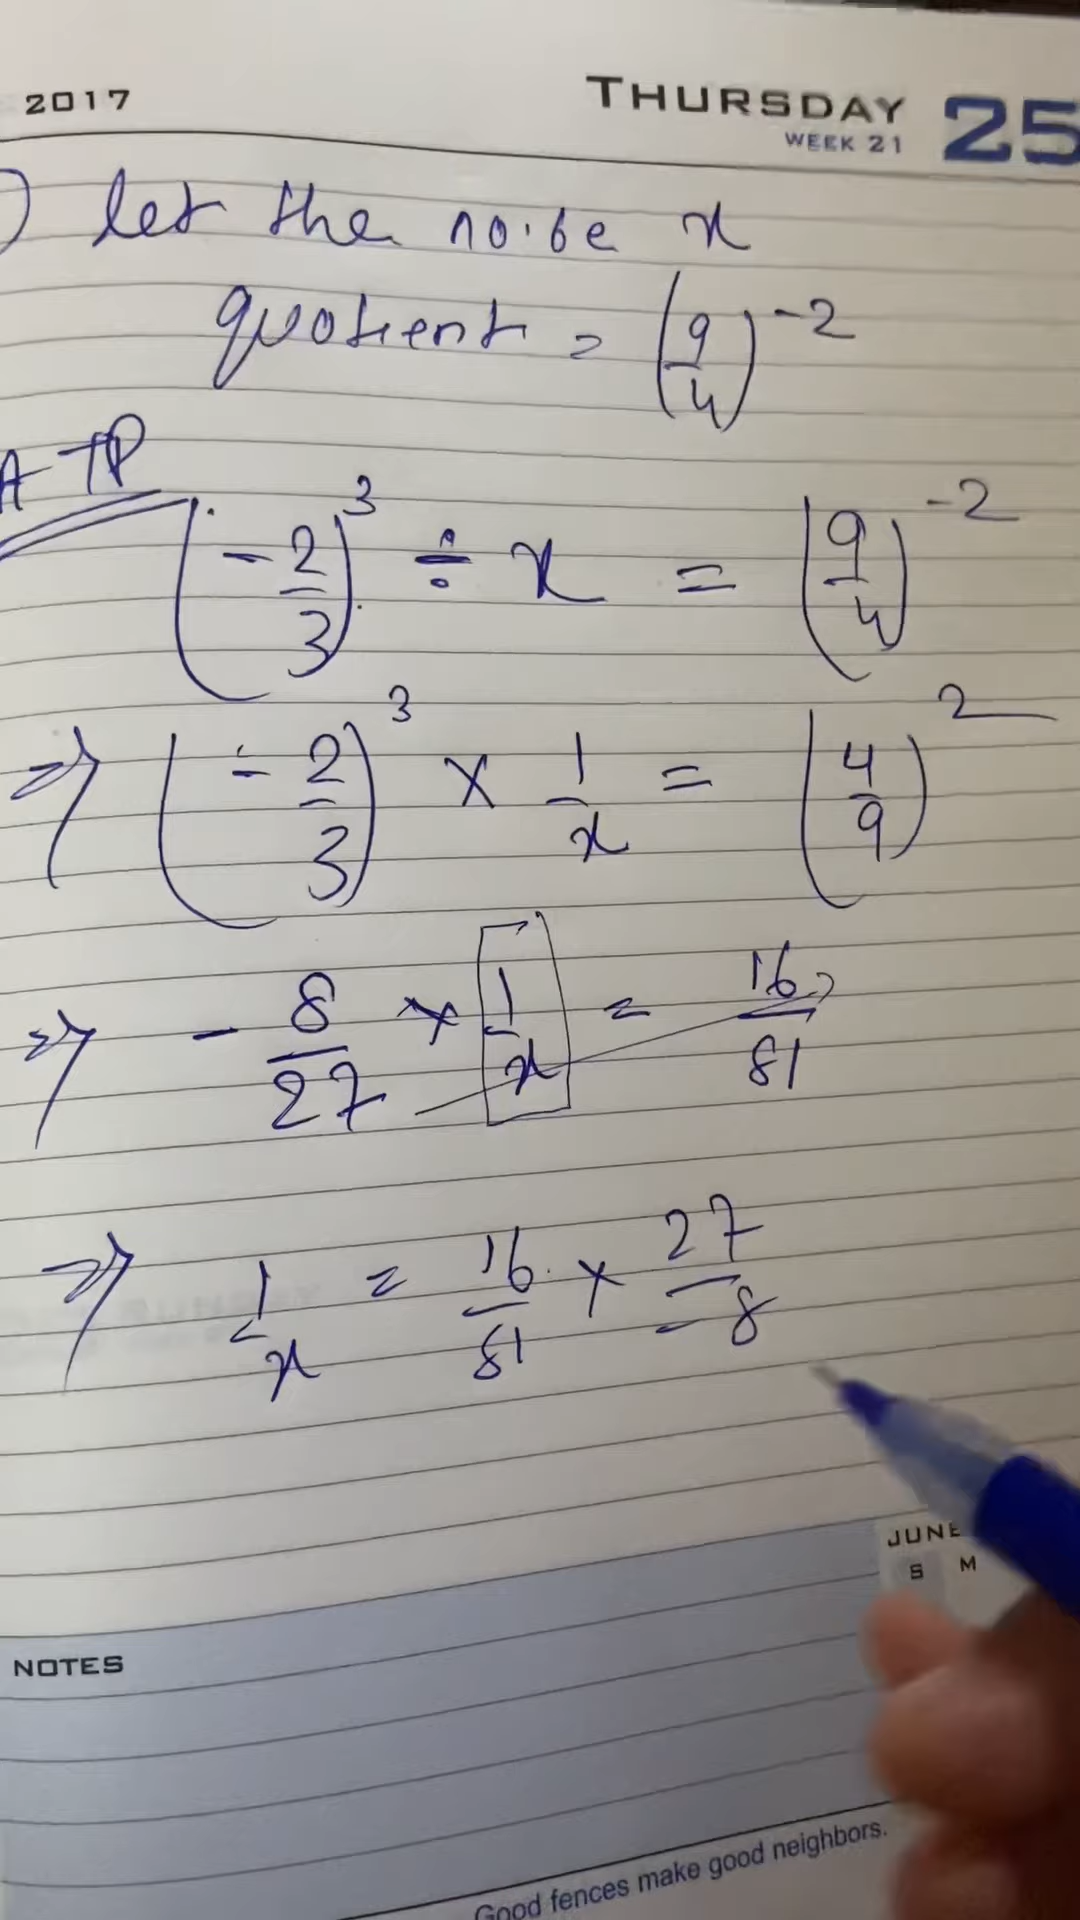 2017
THURSDAY 25
WEEK 21
) let the no. be x
quotient = (9/4)^-2
ATP
(-2/3)^3 ÷ x = (9/4)^-2
⇒ (-2/3)^3 × 1/x = (4/9)^2
⇒ -8/27 × 1/x = 16/81
⇒ 1/x = 16/81 × 27/-8
JUNE
S M
NOTES
Good fences make good neighbors.